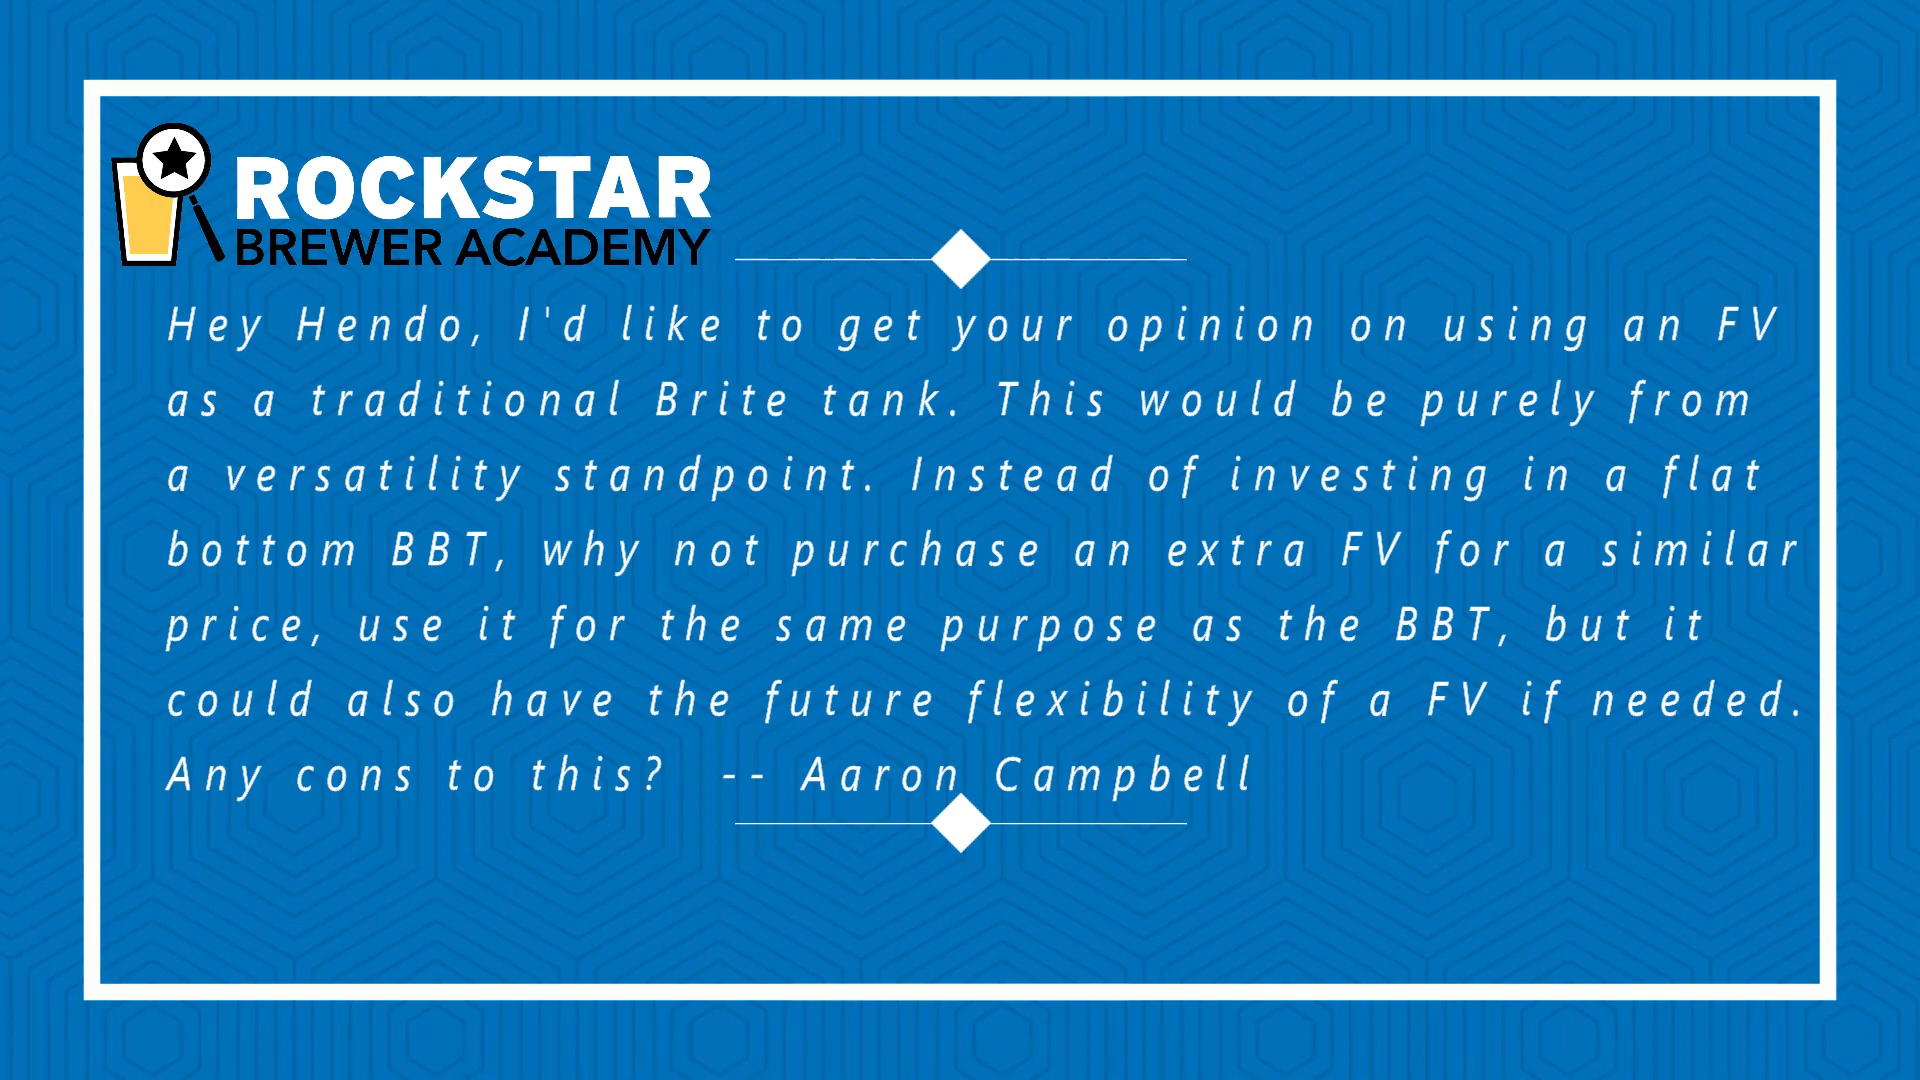 ROCKSTAR
BREWER ACADEMY
Hey Hendo, I'd like to get your opinion on using an FV
as a traditional Brite tank. This would be purely from
a versatility standpoint. Instead of investing in a flat
bottom BBT, why not purchase an extra FV for a similar
price, use it for the same purpose as the BBT, but it
could also have the future flexibility of a FV if needed.
Any cons to this?  -- Aaron Campbell